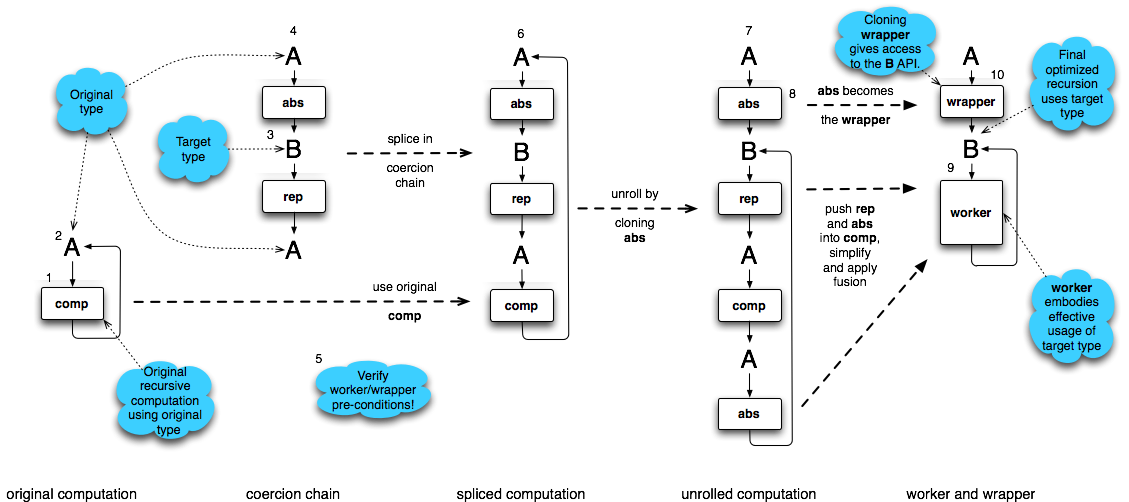 4
A
abs
3
B
rep
A
Original
type
Target
type
2
A
1
comp
Original
recursive
computation
using original
type
splice in
coercion
chain
use original
comp
5
Verify
worker/wrapper
pre-conditions!
6
A
abs
B
rep
A
comp
unroll by
cloning
abs
7
A
abs
8
B
rep
A
comp
A
abs
abs becomes
the wrapper
push rep
and abs
into comp,
simplify
and apply
fusion
Cloning
wrapper
gives access
to the B API.
A
10
wrapper
B
9
worker
Final
optimized
recursion
uses target
type
worker
embodies
effective
usage of
target type
original computation
coercion chain
spliced computation
unrolled computation
worker and wrapper